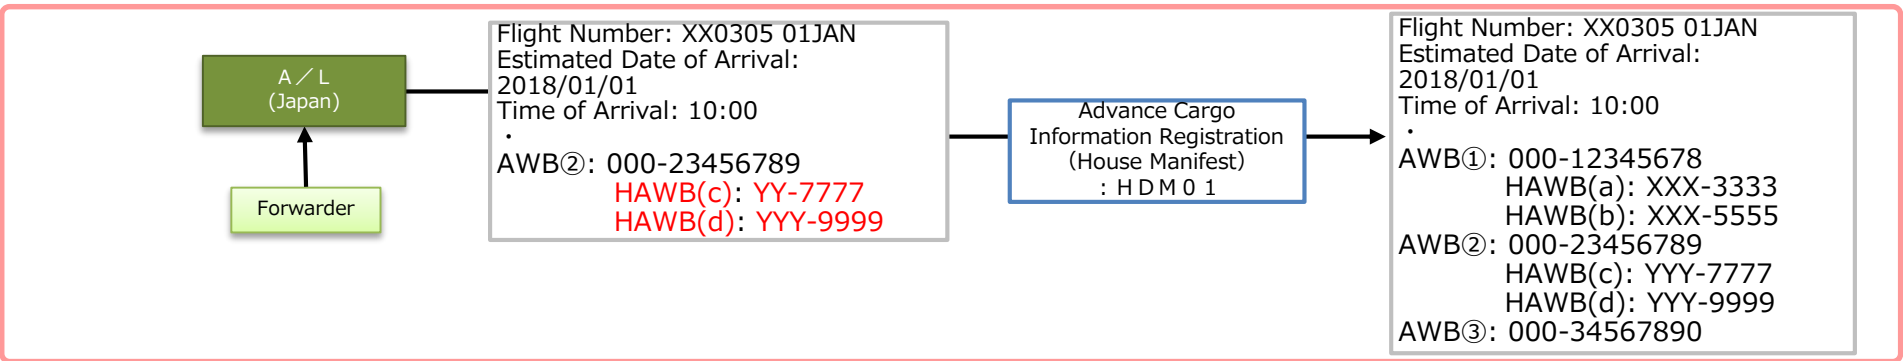 A／L
(Japan)
Forwarder
Flight Number: XX0305 01JAN
Estimated Date of Arrival:
2018/01/01
Time of Arrival: 10:00
・
AWB②: 000-23456789
HAWB(c): YY-7777
HAWB(d): YYY-9999
Advance Cargo
Information Registration
（House Manifest）
：ＨＤＭ０１
Flight Number: XX0305 01JAN
Estimated Date of Arrival:
2018/01/01
Time of Arrival: 10:00
・
AWB①: 000-12345678
HAWB(a): XXX-3333
HAWB(b): XXX-5555
AWB②: 000-23456789
HAWB(c): YYY-7777
HAWB(d): YYY-9999
AWB③: 000-34567890